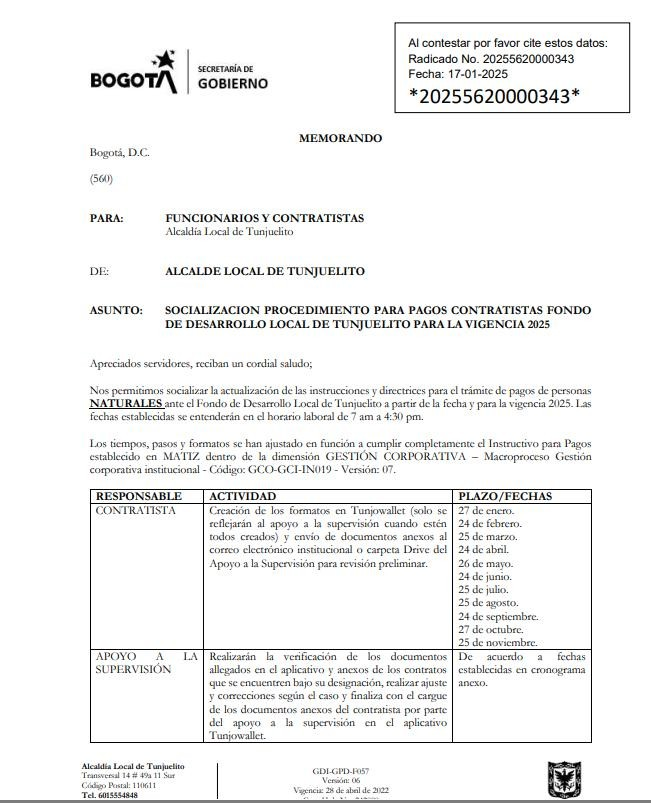 Al contestar por favor cite estos datos:
Radicado No. 20255620000343
Fecha: 17-01-2025
*20255620000343*
BOGOTÁ
SECRETARÍA DE
GOBIERNO
MEMORANDO
Bogotá, D.C.
(560)
PARA: FUNCIONARIOS Y CONTRATISTAS
Alcaldía Local de Tunjuelito
DE: ALCALDE LOCAL DE TUNJUELITO
ASUNTO: SOCIALIZACION PROCEDIMIENTO PARA PAGOS CONTRATISTAS FONDO
DE DESARROLLO LOCAL DE TUNJUELITO PARA LA VIGENCIA 2025
Apreciados servidores, reciban un cordial saludo;
Nos permitimos socializar la actualización de las instrucciones y directrices para el trámite de pagos de personas
NATURALES ante el Fondo de Desarrollo Local de Tunjuelito a partir de la fecha y para la vigencia 2025. Las
fechas establecidas se entenderán en el horario laboral de 7 am a 4:30 pm.
Los tiempos, pasos y formatos se han ajustado en función a cumplir completamente el Instructivo para Pagos
establecido en MATIZ dentro de la dimensión GESTIÓN CORPORATIVA – Macroproceso Gestión
corporativa institucional - Código: GCO-GCI-IN019 - Versión: 07.
RESPONSABLE ACTIVIDAD PLAZO/FECHAS
CONTRATISTA
Creación de los formatos en Tunjowallet (solo se
reflejarán al apoyo a la supervisión cuando estén
todos creados) y envío de documentos anexos al
correo electrónico institucional o carpeta Drive del
Apoyo a la Supervisión para revisión preliminar.
27 de enero.
24 de febrero.
25 de marzo.
24 de abril.
26 de mayo.
24 de junio.
25 de julio.
25 de agosto.
24 de septiembre.
27 de octubre.
25 de noviembre.
APOYO A LA
SUPERVISIÓN
Realizarán la verificación de los documentos
allegados en el aplicativo y anexos de los contratos
que se encuentren bajo su designación, realizar ajuste
y correcciones según el caso y finaliza con el cargue
de los documentos anexos del contratista por parte
del apoyo a la supervisión en el aplicativo
Tunjowallet.
De acuerdo a fechas
establecidas en cronograma
anexo.
Alcaldía Local de Tunjuelito
Transversal 14 # 49a 11 Sur
Código Postal: 110611
Tel. 6015554848
GDI-GPD-F057
Versión: 06
Vigencia: 28 de abril de 2022